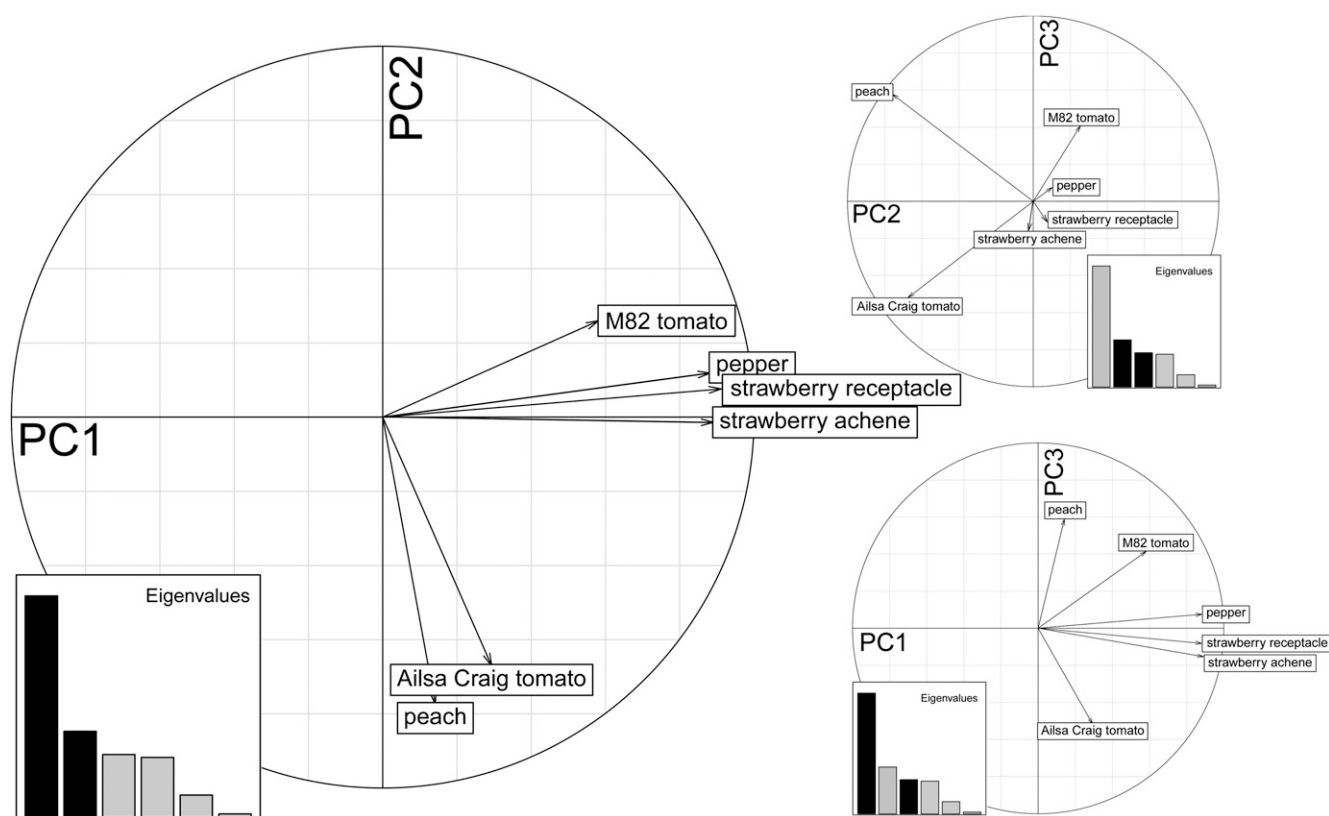 PC2
M82 tomato
pepper
strawberry receptacle
strawberry achene
PC1
Ailsa Craig tomato
peach
Eigenvalues
PC3
peach
M82 tomato
pepper
PC2
strawberry receptacle
strawberry achene
Ailsa Craig tomato
Eigenvalues
PC3
peach
M82 tomato
pepper
PC1
strawberry receptacle
strawberry achene
Ailsa Craig tomato
Eigenvalues